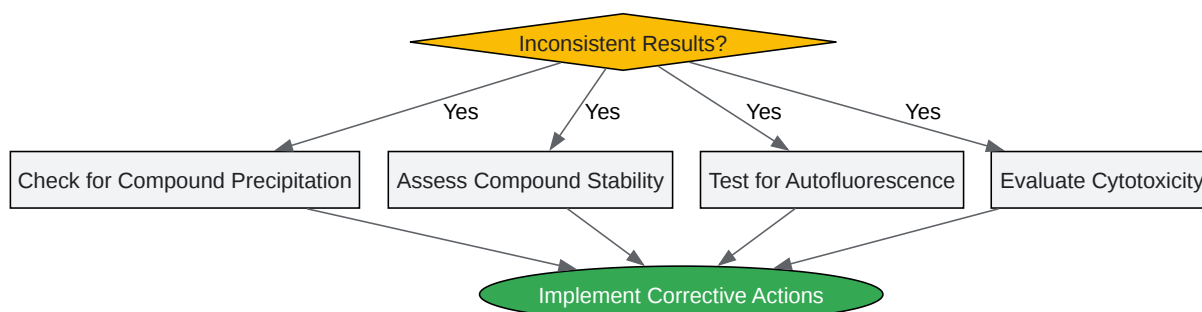 Inconsistent Results?
Yes
Yes
Yes
Yes
Check for Compound Precipitation
Assess Compound Stability
Test for Autofluorescence
Evaluate Cytotoxicity
Implement Corrective Actions